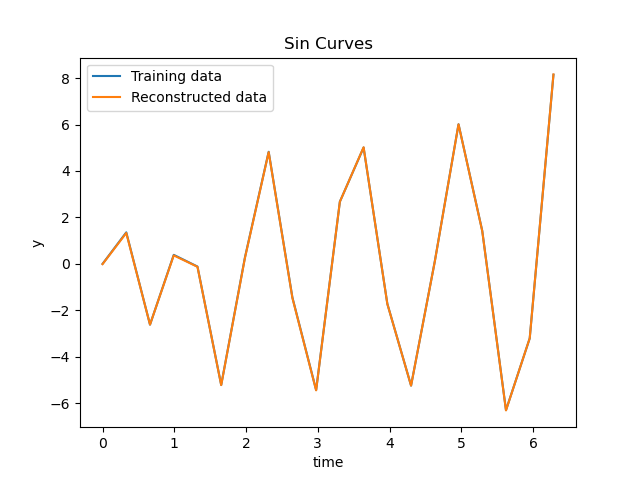 Sin Curves
Training data
Reconstructed data
8
6
4
2
0
−2
−4
−6
y
0 1 2 3 4 5 6
time